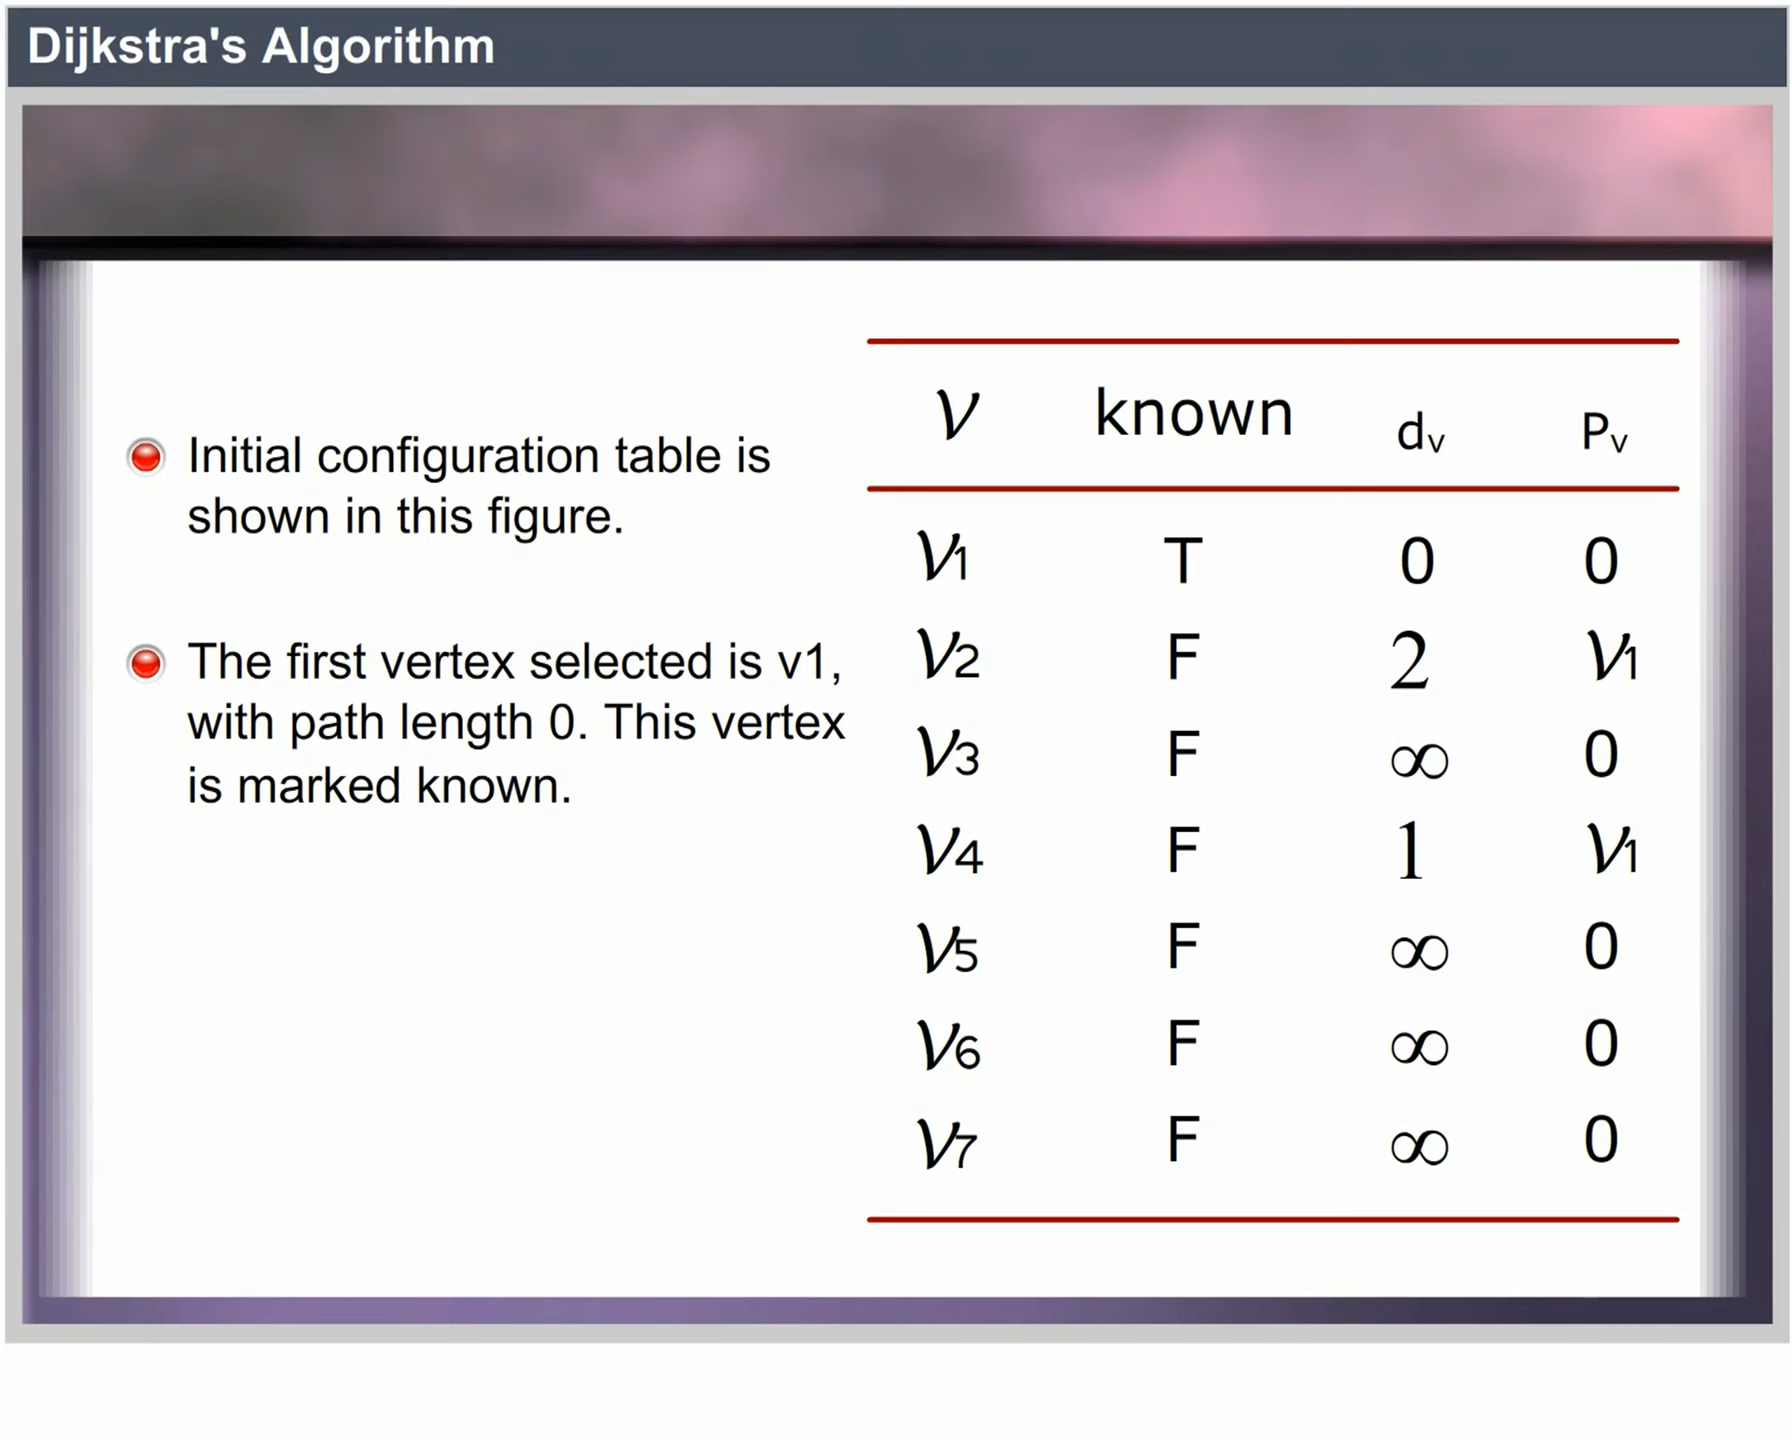 Dijkstra's Algorithm
Initial configuration table is
shown in this figure.
The first vertex selected is v1,
with path length 0. This vertex
is marked known.
V known dv Pv
V1 T 0 0
V2 F 2 V1
V3 F ∞ 0
V4 F 1 V1
V5 F ∞ 0
V6 F ∞ 0
V7 F ∞ 0